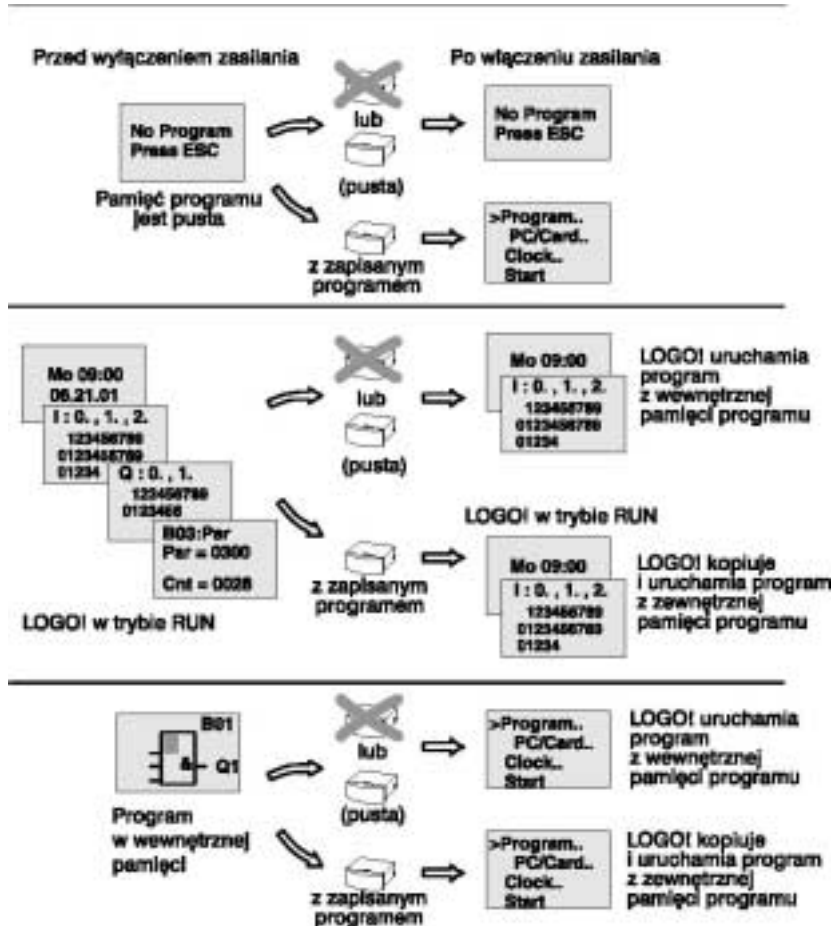 Przed wyłączeniem zasilania
Po włączeniu zasilania
No Program
Press ESC
Pamięć programu
jest pusta
lub
(pusta)
No Program
Press ESC
z zapisanym
programem
>Program..
PC/Card..
Clock..
Start
Mo 09:00
06.21.01
I : 0. , 1. , 2.
123456789
0123456789
01234
Q : 0. , 1.
123456789
0123456
B03:Par
Par = 0300
Cnt = 0028
LOGO! w trybie RUN
lub
(pusta)
Mo 09:00
I : 0. , 1. , 2.
123456789
0123456789
01234
LOGO! uruchamia
program
z wewnętrznej
pamięci programu
LOGO! w trybie RUN
z zapisanym
programem
Mo 09:00
I : 0. , 1. , 2.
123456789
0123456789
01234
LOGO! kopiuje
i uruchamia program
z zewnętrznej
pamięci programu
B01
&
Q1
Program
w wewnętrznej
pamięci
lub
(pusta)
>Program..
PC/Card..
Clock..
Start
LOGO! uruchamia
program
z wewnętrznej
pamięci programu
z zapisanym
programem
>Program..
PC/Card..
Clock..
Start
LOGO! kopiuje
i uruchamia program
z zewnętrznej
pamięci programu